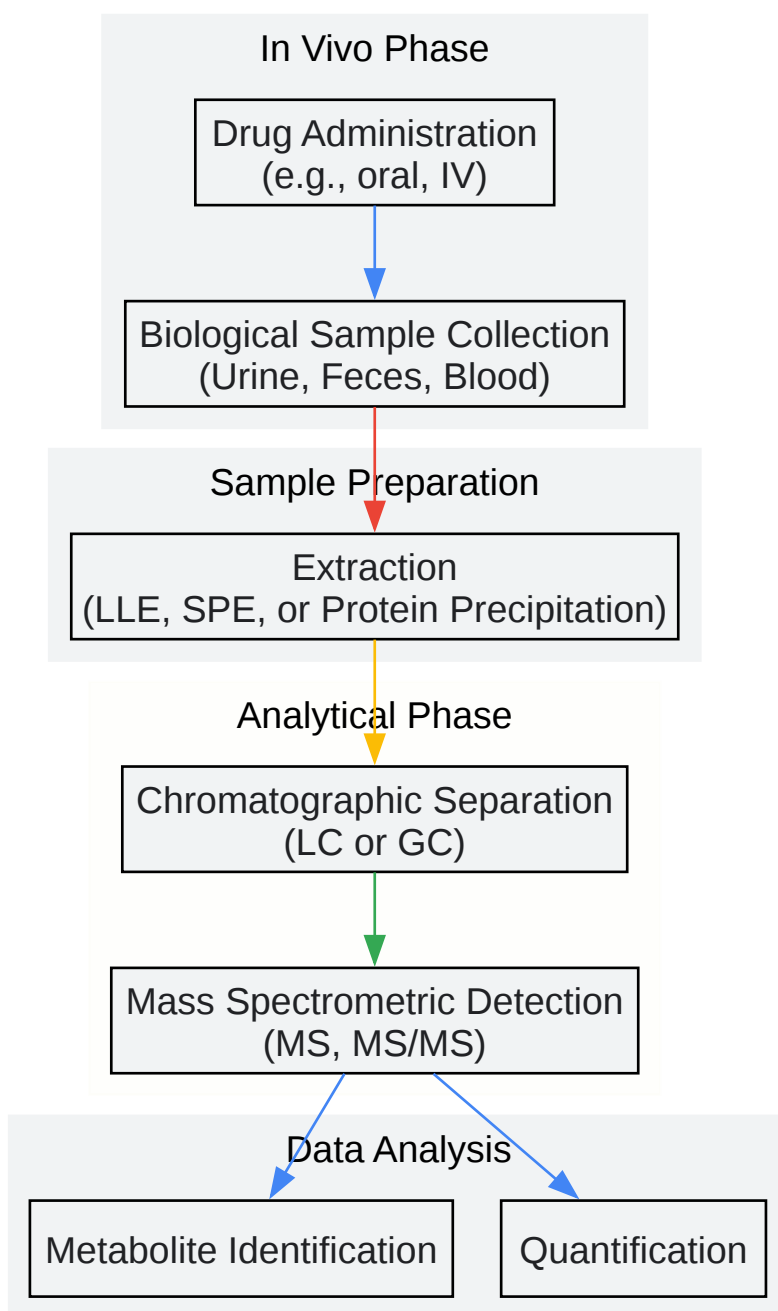 In Vivo Phase
Drug Administration
(e.g., oral, IV)
Biological Sample Collection
(Urine, Feces, Blood)
Sample Preparation
Extraction
(LLE, SPE, or Protein Precipitation)
Analytical Phase
Chromatographic Separation
(LC or GC)
Mass Spectrometric Detection
(MS, MS/MS)
Data Analysis
Metabolite Identification
Quantification